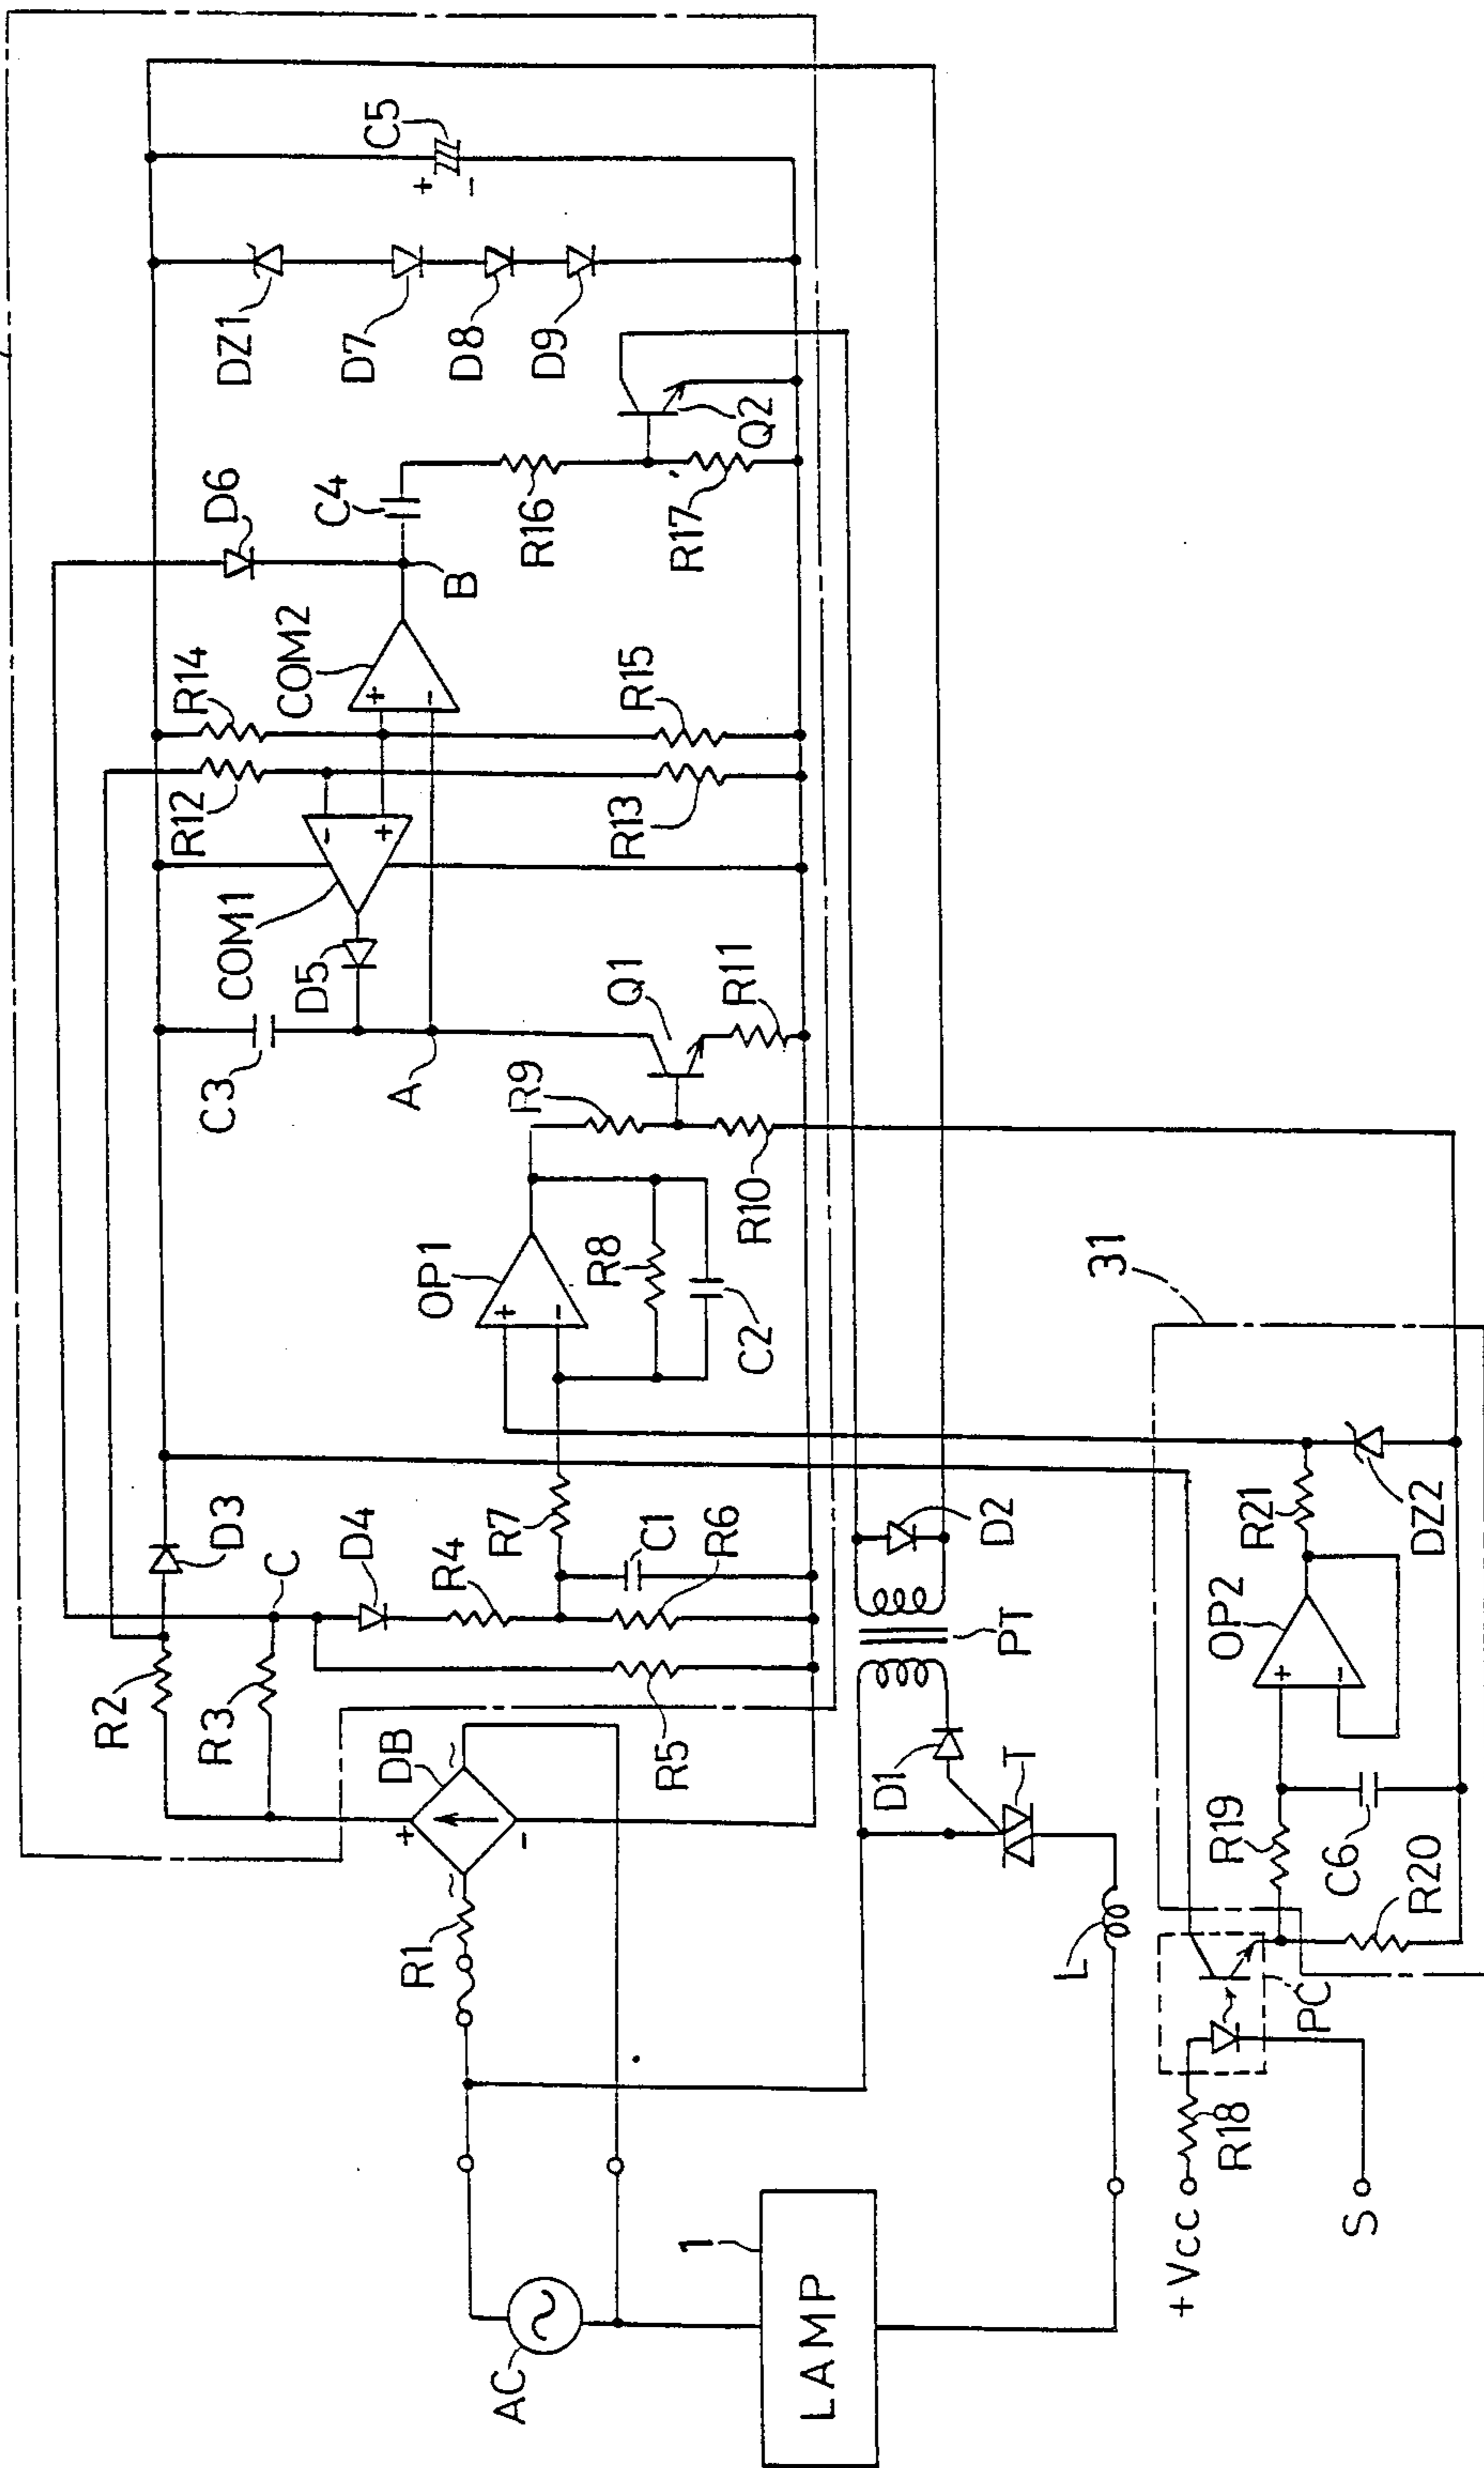 C5
+
-
DZ1
D7
D8
D9
D6
C4
B
R16
R17
Q2
R14
COM2
+
-
R15
R12
-
+
R13
COM1
D5
C3
A
Q1
R11
R9
R10
OP1
+
-
R8
C2
31
D3
C
D4
R4
R7
C1
R6
R2
R3
R5
DB
+
-
~
~
R1
D2
PT
D1
T
L
R21
DZ2
OP2
+
-
R19
C6
R20
PC
R18
+Vcc
S
AC
1
LAMP